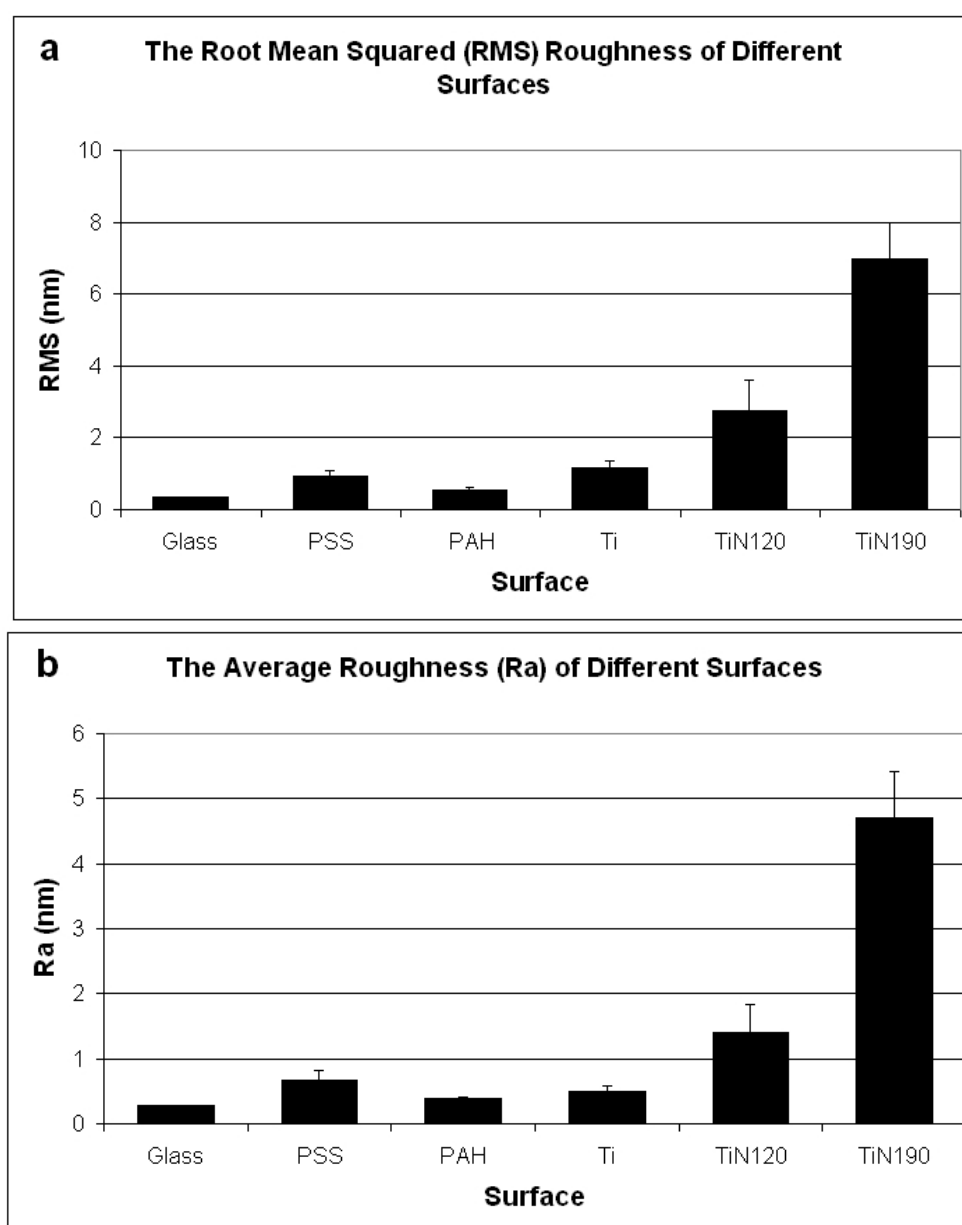 a
The Root Mean Squared (RMS) Roughness of Different
Surfaces
10
8
6
4
2
0
RMS (nm)
Glass PSS PAH Ti TiN120 TiN190
Surface
b
The Average Roughness (Ra) of Different Surfaces
6
5
4
3
2
1
0
Ra (nm)
Glass PSS PAH Ti TiN120 TiN190
Surface